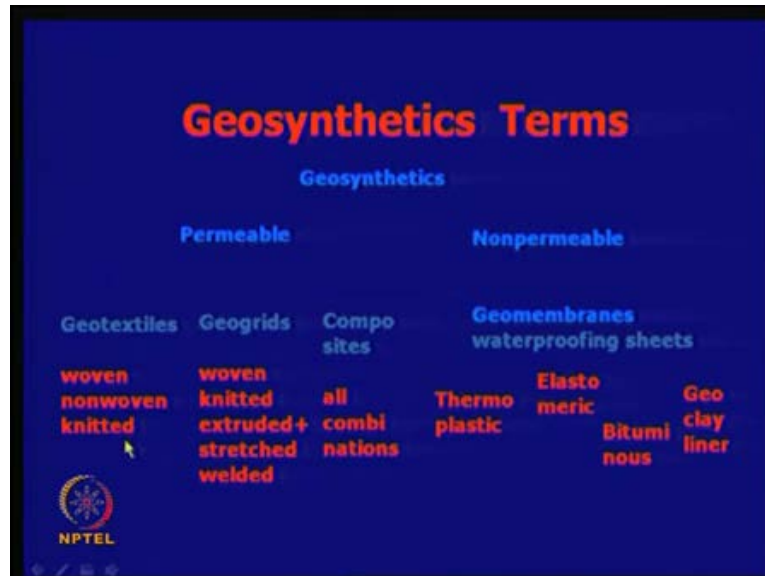 Geosynthetics Terms
Geosynthetics
Permeable
Nonpermeable
Geotextiles
Geogrids
Compo
sites
Geomembranes
waterproofing sheets
woven
nonwoven
knitted
woven
knitted
extruded+
stretched
welded
all
combi
nations
Thermo
plastic
Elasto
meric
Bitumi
nous
Geo
clay
liner
NPTEL